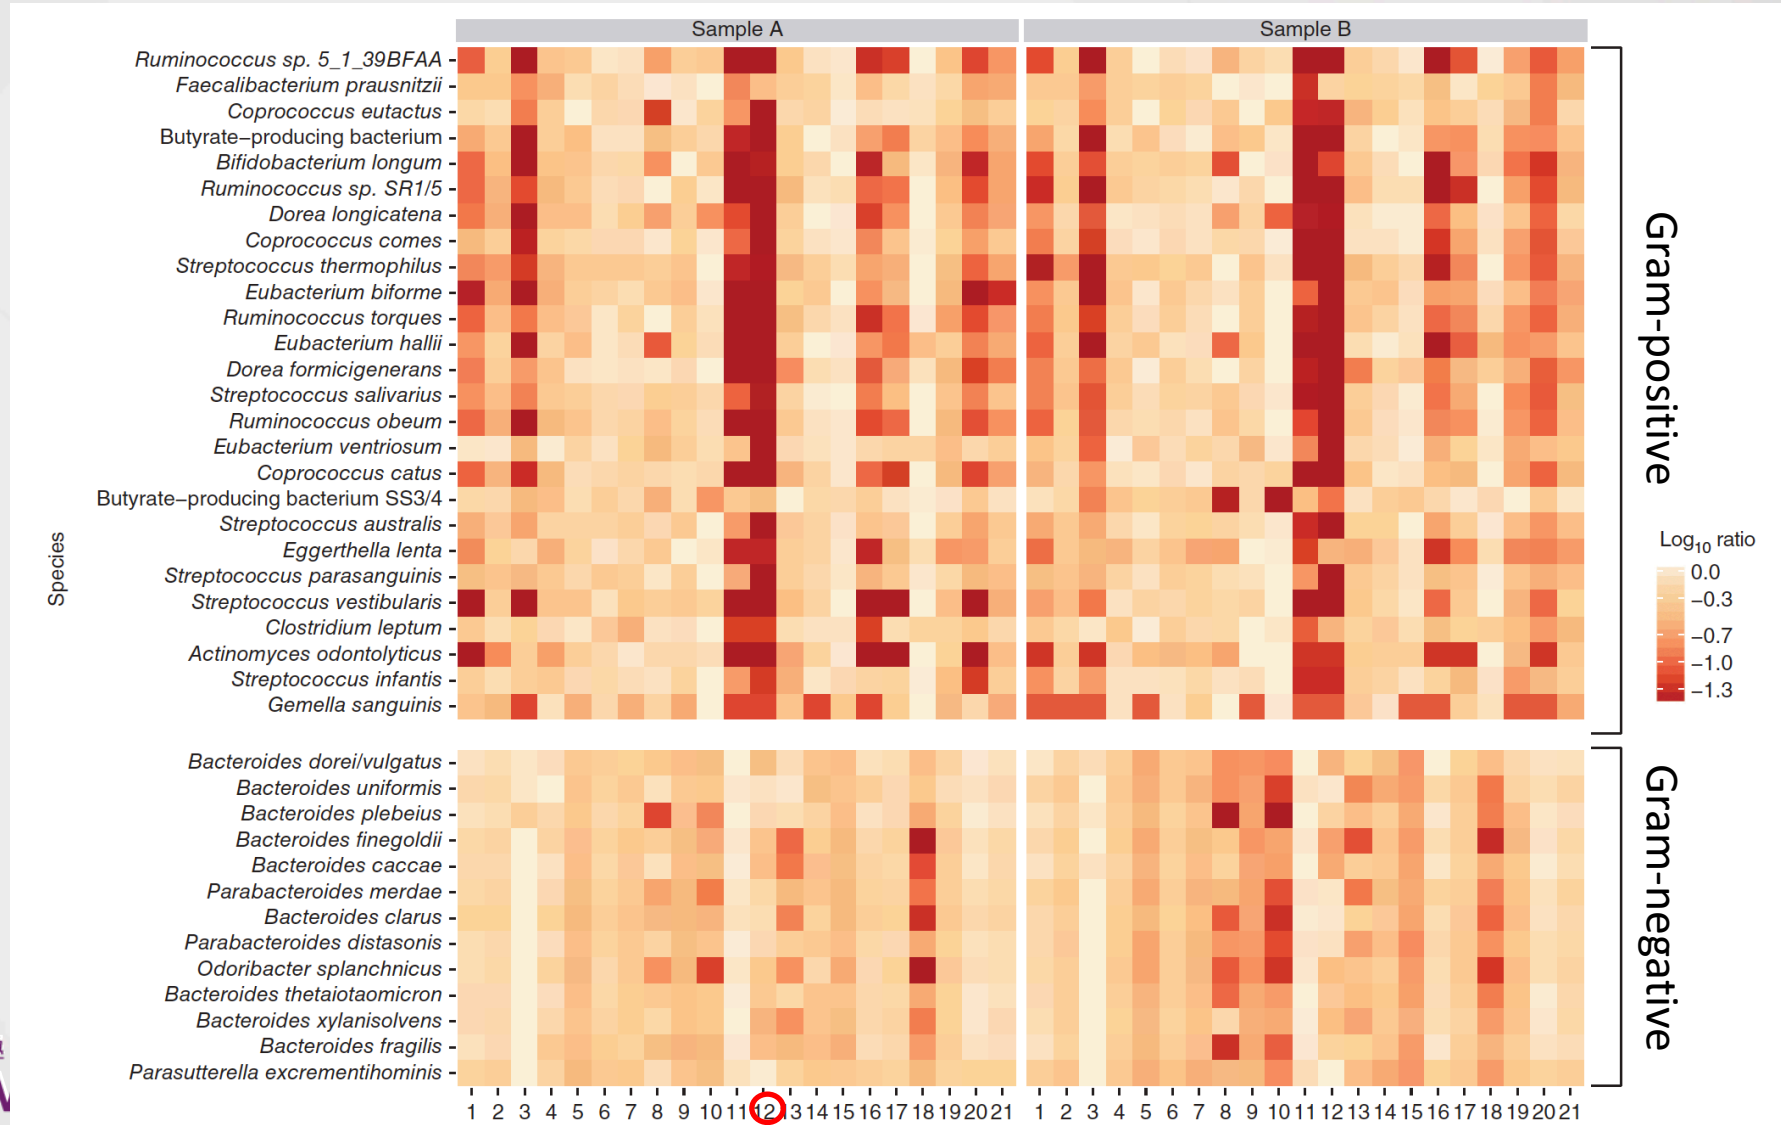 Sample A
Sample B
Ruminococcus sp. 5_1_39BFAA
Faecalibacterium prausnitzii
Coprococcus eutactus
Butyrate–producing bacterium
Bifidobacterium longum
Ruminococcus sp. SR1/5
Dorea longicatena
Coprococcus comes
Streptococcus thermophilus
Eubacterium biforme
Ruminococcus torques
Eubacterium hallii
Dorea formicigenerans
Streptococcus salivarius
Ruminococcus obeum
Eubacterium ventriosum
Coprococcus catus
Butyrate–producing bacterium SS3/4
Streptococcus australis
Eggerthella lenta
Streptococcus parasanguinis
Streptococcus vestibularis
Clostridium leptum
Actinomyces odontolyticus
Streptococcus infantis
Gemella sanguinis
Bacteroides dorei/vulgatus
Bacteroides uniformis
Bacteroides plebeius
Bacteroides finegoldii
Bacteroides caccae
Parabacteroides merdae
Bacteroides clarus
Parabacteroides distasonis
Odoribacter splanchnicus
Bacteroides thetaiotaomicron
Bacteroides xylanisolvens
Bacteroides fragilis
Parasutterella excrementihominis
Species
1 2 3 4 5 6 7 8 9 10 11 12 13 14 15 16 17 18 19 20 21
1 2 3 4 5 6 7 8 9 10 11 12 13 14 15 16 17 18 19 20 21
Gram-positive
Log10 ratio
0.0
−0.3
−0.7
−1.0
−1.3
Gram-negative